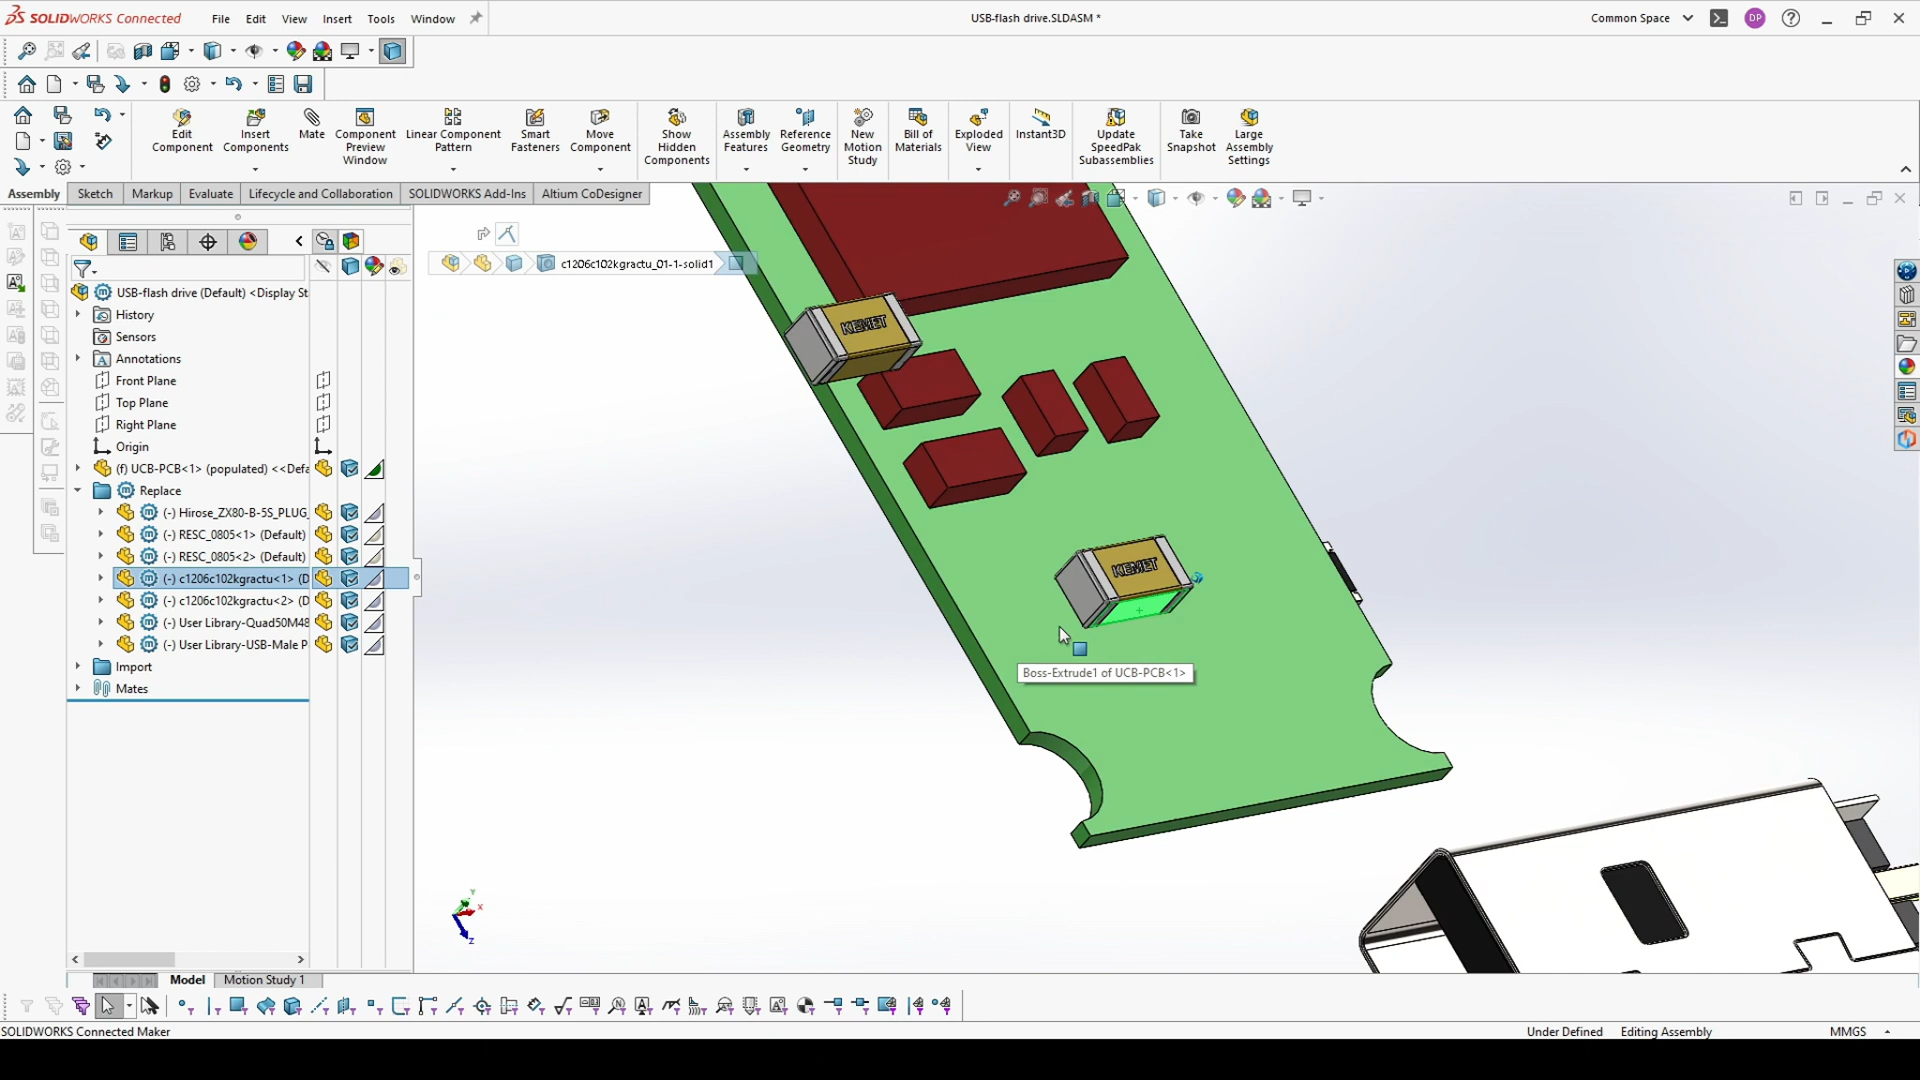 SOLIDWORKS Connected
File Edit View Insert Tools Window
USB-flash drive.SLDASM *
Common Space
DP
Edit Component
Insert Components
Mate
Component Preview Window
Linear Component Pattern
Smart Fasteners
Move Component
Show Hidden Components
Assembly Features
Reference Geometry
New Motion Study
Bill of Materials
Exploded View
Instant3D
Update SpeedPak Subassemblies
Take Snapshot
Large Assembly Settings
Assembly Sketch Markup Evaluate Lifecycle and Collaboration SOLIDWORKS Add-Ins Altium CoDesigner
c1206c102kgractu_01-1-solid1
USB-flash drive (Default) <Display St
History
Sensors
Annotations
Front Plane
Top Plane
Right Plane
Origin
(f) UCB-PCB<1> (populated) <<Defa
Replace
(-) Hirose_ZX80-B-5S_PLUG_
(-) RESC_0805<1> (Default)
(-) RESC_0805<2> (Default)
(-) c1206c102kgractu<1> (D
(-) c1206c102kgractu<2> (D
(-) User Library-Quad50M48
(-) User Library-USB-Male P
Import
Mates
KEMET
KEMET
Boss-Extrude1 of UCB-PCB<1>
Y
X
Z
Model Motion Study 1
SOLIDWORKS Connected Maker
Under Defined Editing Assembly MMGS